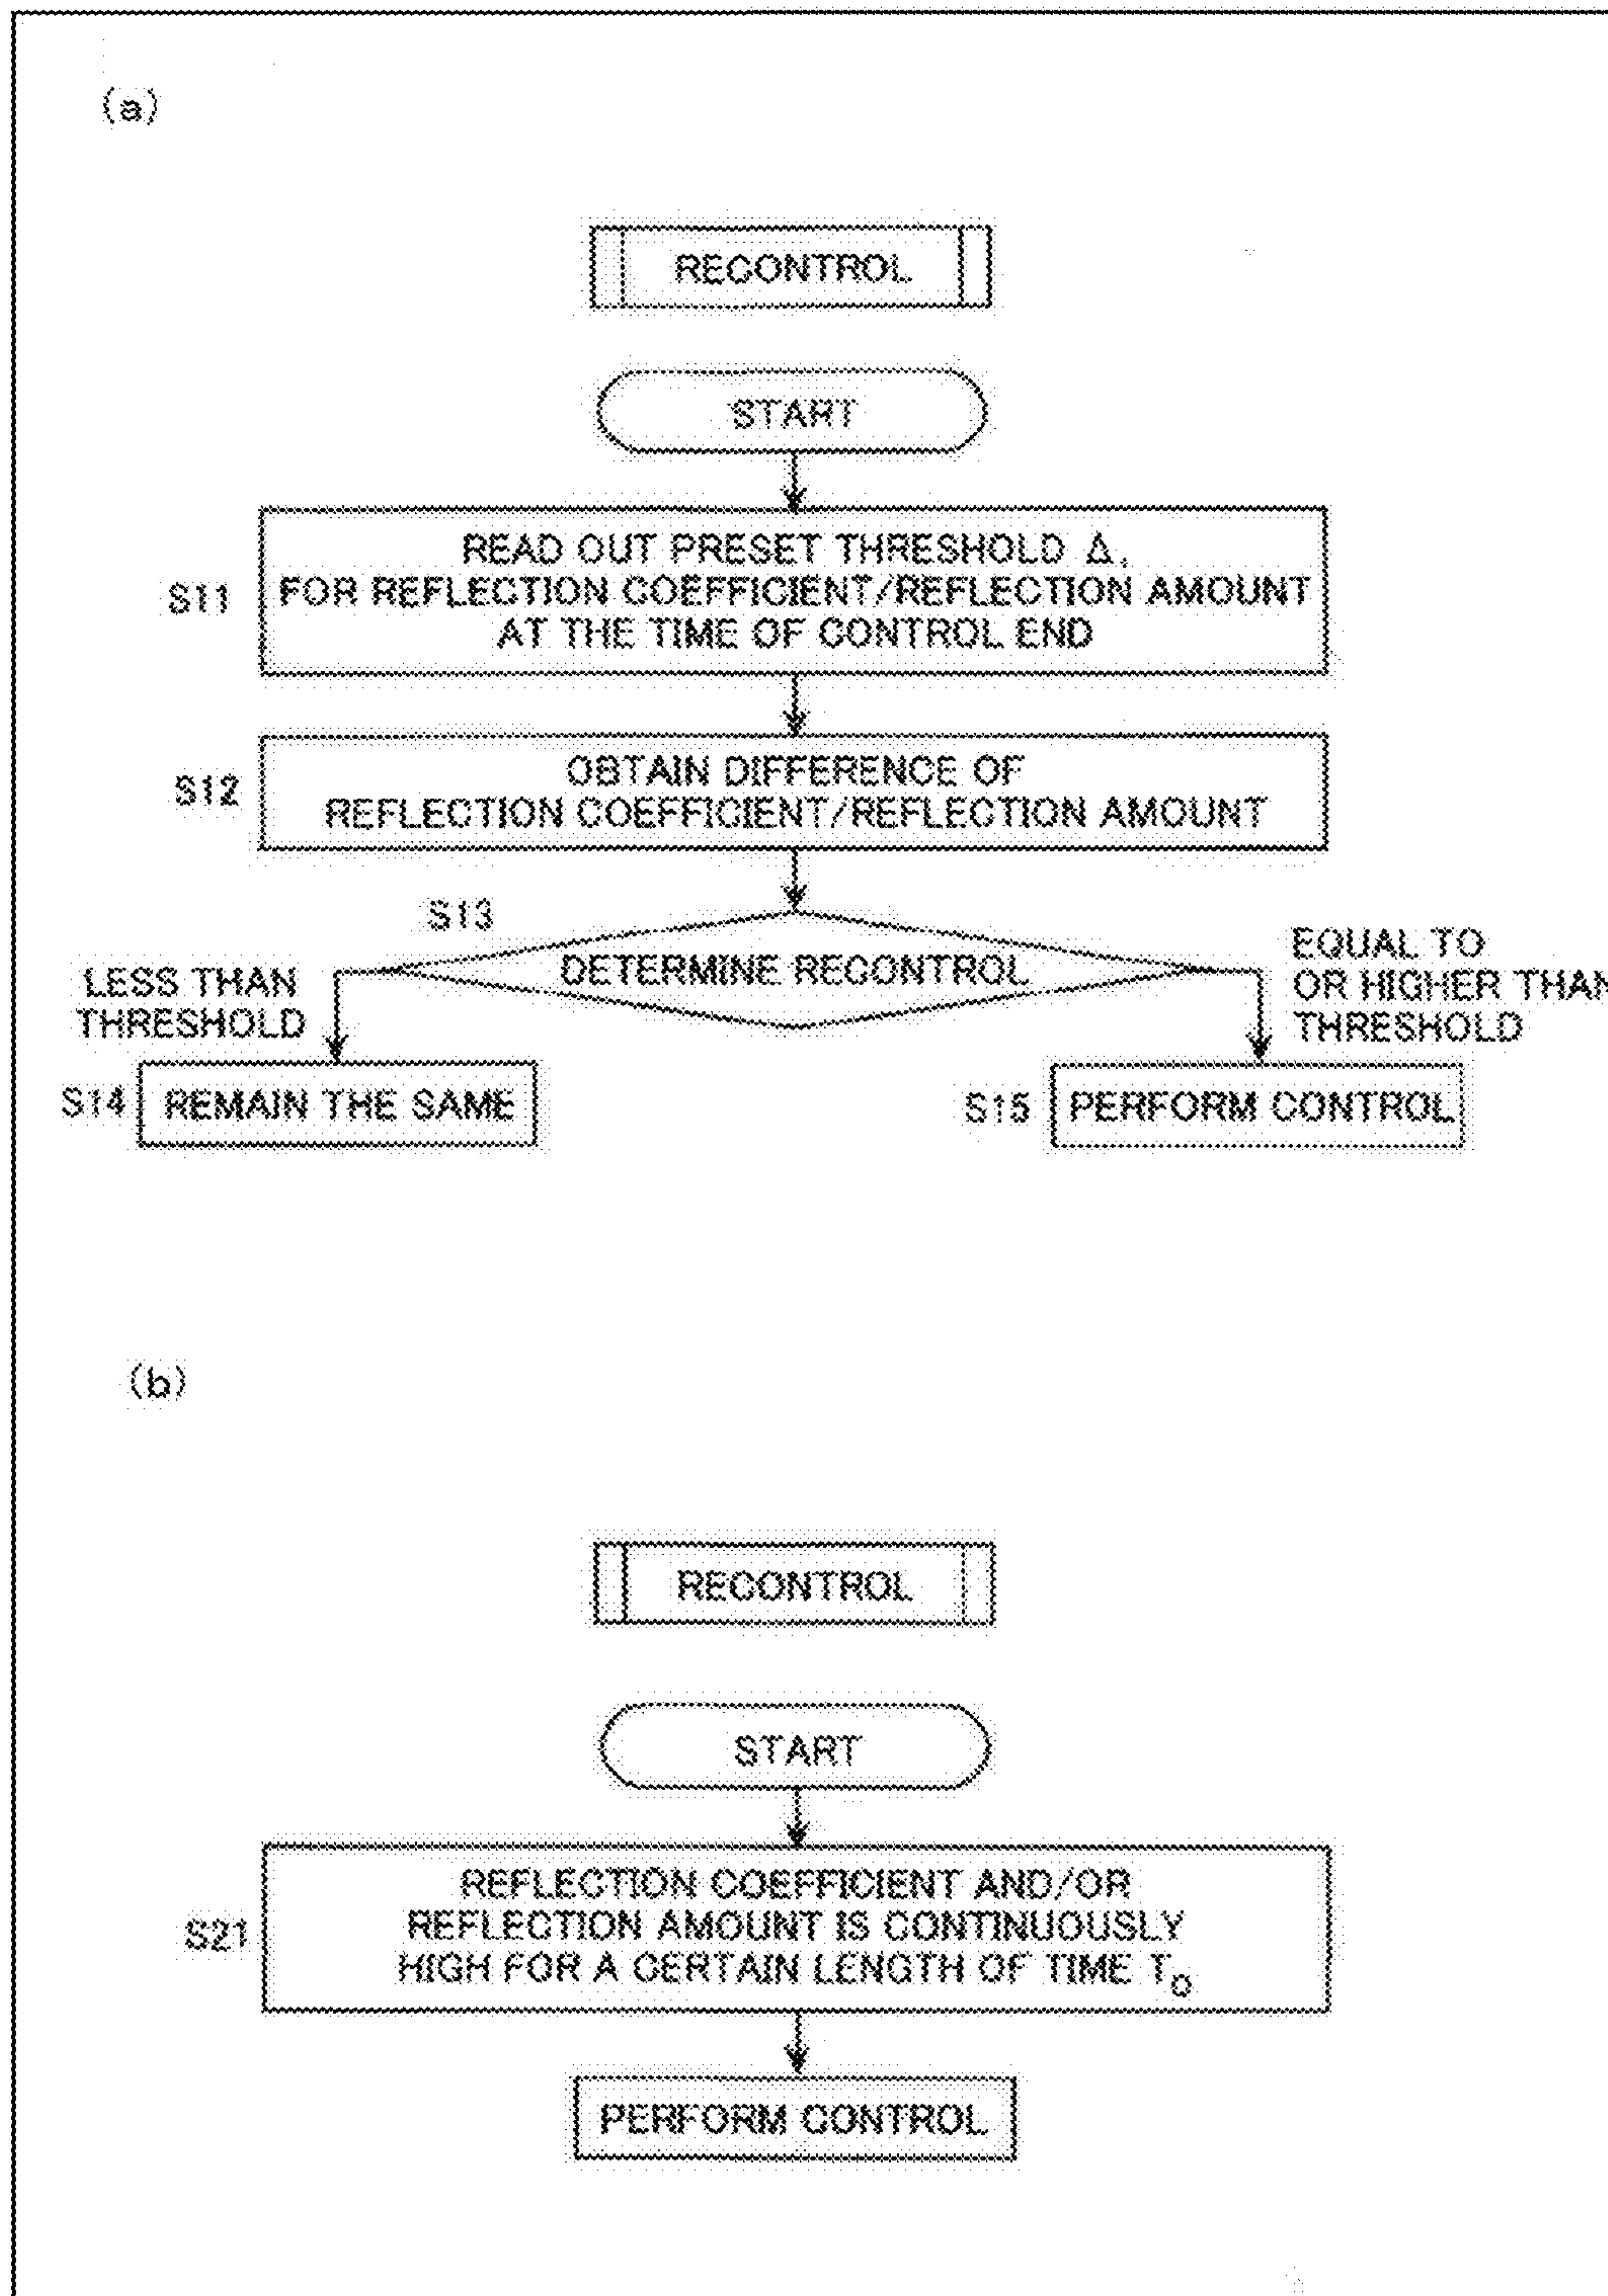 (a)
RECONTROL
START
S11
READ OUT PRESET THRESHOLD Δ,
FOR REFLECTION COEFFICIENT/REFLECTION AMOUNT
AT THE TIME OF CONTROL END
S12
OBTAIN DIFFERENCE OF
REFLECTION COEFFICIENT/REFLECTION AMOUNT
S13
DETERMINE RECONTROL
LESS THAN
THRESHOLD
EQUAL TO
OR HIGHER THAN
THRESHOLD
S14
REMAIN THE SAME
S15
PERFORM CONTROL
(b)
RECONTROL
START
S21
REFLECTION COEFFICIENT AND/OR
REFLECTION AMOUNT IS CONTINUOUSLY
HIGH FOR A CERTAIN LENGTH OF TIME T₀
PERFORM CONTROL